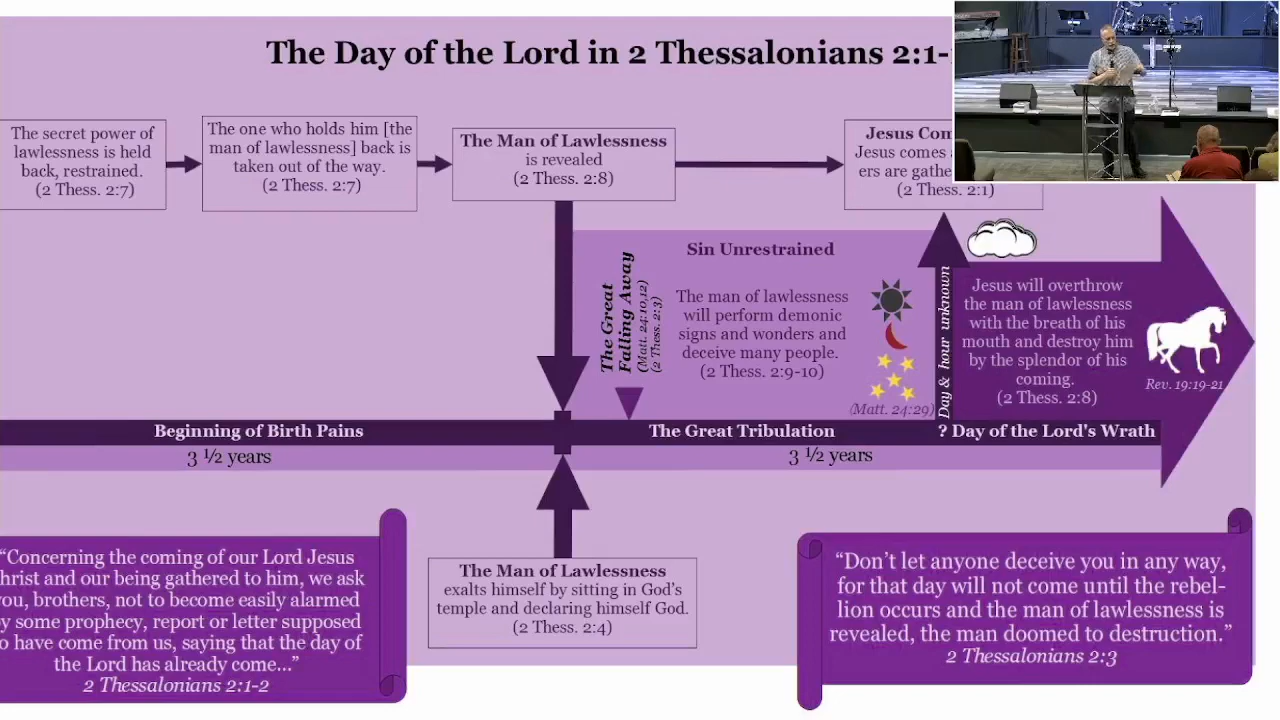 The Day of the Lord in 2 Thessalonians 2:1-
The secret power of
lawlessness is held
back, restrained.
(2 Thess. 2:7)
The one who holds him [the
man of lawlessness] back is
taken out of the way.
(2 Thess. 2:7)
The Man of Lawlessness
is revealed
(2 Thess. 2:8)
Jesus Com
Jesus comes a
ers are gathe
(2 Thess. 2:1)
Sin Unrestrained
The Great
Falling Away
(Matt. 24:10,12)
(2 Thess. 2:3)
The man of lawlessness
will perform demonic
signs and wonders and
deceive many people.
(2 Thess. 2:9-10)
(Matt. 24:29)
Day & hour unknown
Jesus will overthrow
the man of lawlessness
with the breath of his
mouth and destroy him
by the splendor of his
coming.
(2 Thess. 2:8)
Rev. 19:19-21
Beginning of Birth Pains
The Great Tribulation
? Day of the Lord's Wrath
3 ½ years
3 ½ years
“Concerning the coming of our Lord Jesus
hrist and our being gathered to him, we ask
ou, brothers, not to become easily alarmed
y some prophecy, report or letter supposed
o have come from us, saying that the day of
the Lord has already come...”
2 Thessalonians 2:1-2
The Man of Lawlessness
exalts himself by sitting in God's
temple and declaring himself God.
(2 Thess. 2:4)
“Don’t let anyone deceive you in any way,
for that day will not come until the rebel-
lion occurs and the man of lawlessness is
revealed, the man doomed to destruction.”
2 Thessalonians 2:3